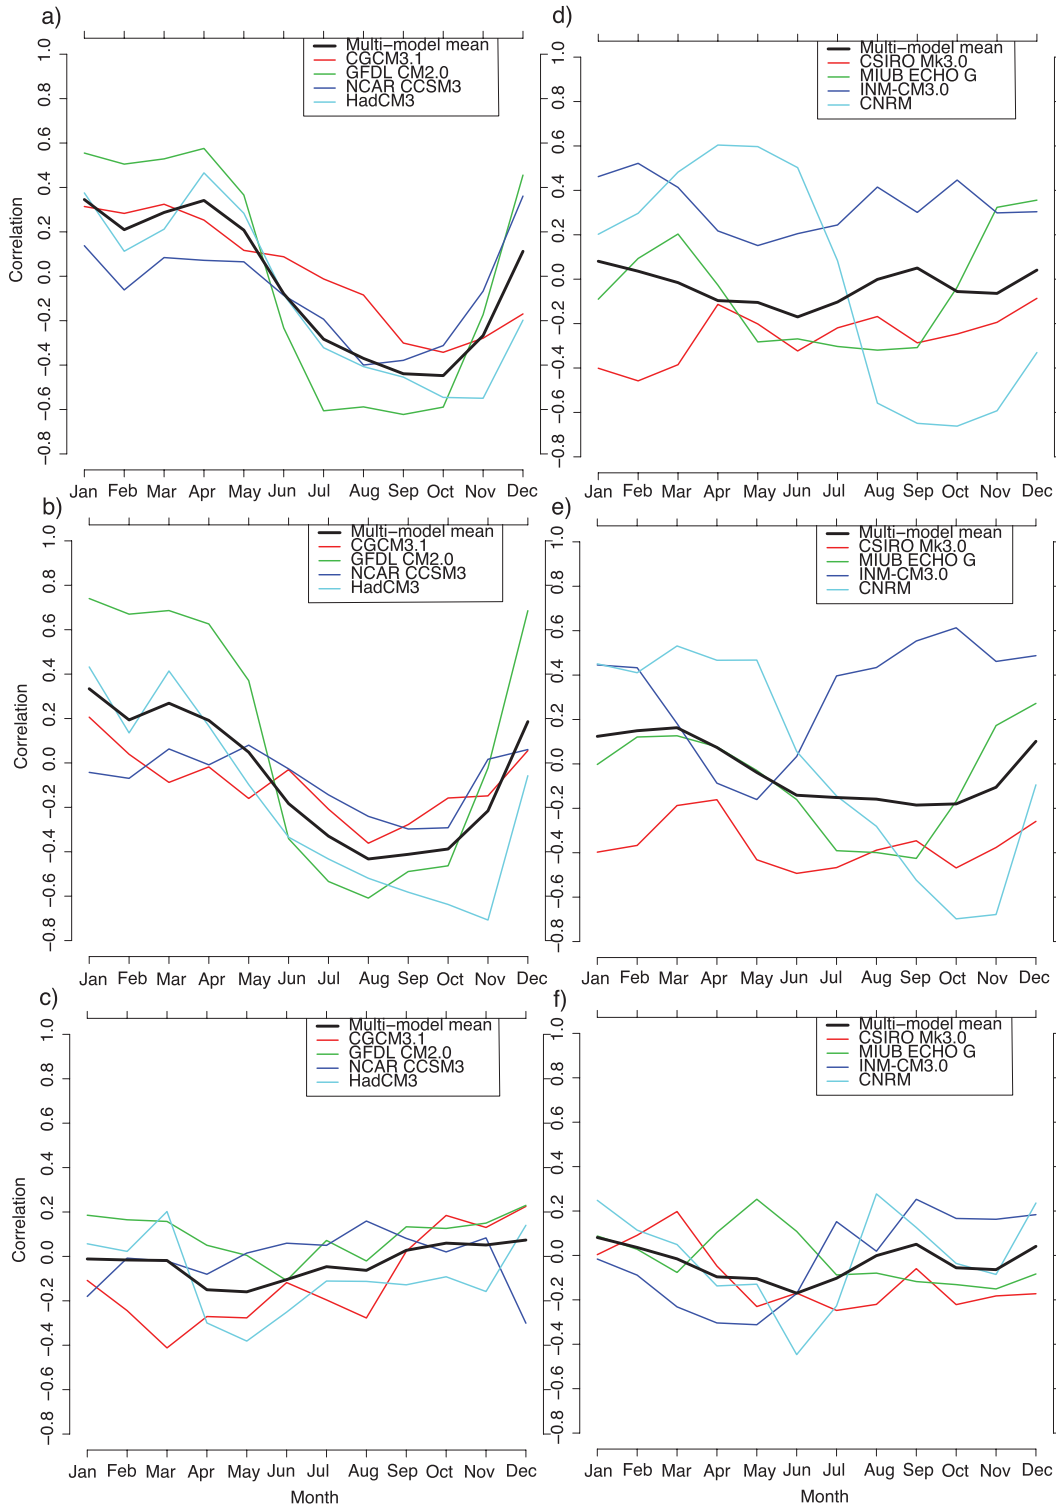 a)
Multi−model mean
CGCM3.1
GFDL CM2.0
NCAR CCSM3
HadCM3
Correlation
1.0
0.8
0.6
0.4
0.2
0.0
−0.2
−0.4
−0.6
−0.8
Jan Feb Mar Apr May Jun Jul Aug Sep Oct Nov Dec
d)
Multi−model mean
CSIRO Mk3.0
MIUB ECHO G
INM-CM3.0
CNRM
1.0
0.8
0.6
0.4
0.2
0.0
−0.2
−0.4
−0.6
−0.8
Jan Feb Mar Apr May Jun Jul Aug Sep Oct Nov Dec
b)
Multi−model mean
CGCM3.1
GFDL CM2.0
NCAR CCSM3
HadCM3
Correlation
1.0
0.8
0.6
0.4
0.2
0.0
−0.2
−0.4
−0.6
−0.8
Jan Feb Mar Apr May Jun Jul Aug Sep Oct Nov Dec
e)
Multi−model mean
CSIRO Mk3.0
MIUB ECHO G
INM-CM3.0
CNRM
1.0
0.8
0.6
0.4
0.2
0.0
−0.2
−0.4
−0.6
−0.8
Jan Feb Mar Apr May Jun Jul Aug Sep Oct Nov Dec
c)
Multi−model mean
CGCM3.1
GFDL CM2.0
NCAR CCSM3
HadCM3
Correlation
1.0
0.8
0.6
0.4
0.2
0.0
−0.2
−0.4
−0.6
−0.8
Jan Feb Mar Apr May Jun Jul Aug Sep Oct Nov Dec
Month
f)
Multi−model mean
CSIRO Mk3.0
MIUB ECHO G
INM-CM3.0
CNRM
1.0
0.8
0.6
0.4
0.2
0.0
−0.2
−0.4
−0.6
−0.8
Jan Feb Mar Apr May Jun Jul Aug Sep Oct Nov Dec
Month